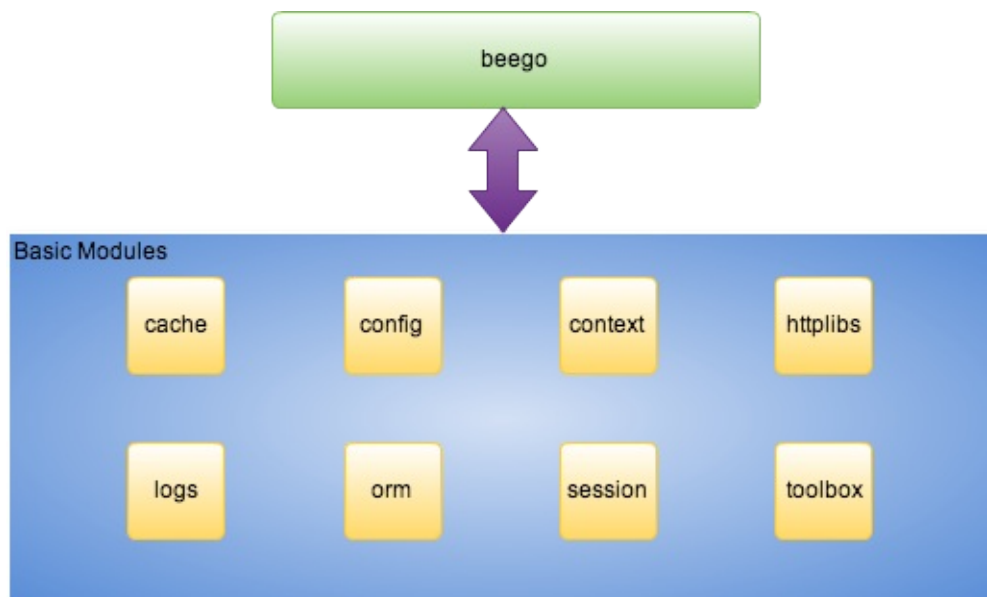 beego
Basic Modules
cache
config
context
httplibs
logs
orm
session
toolbox